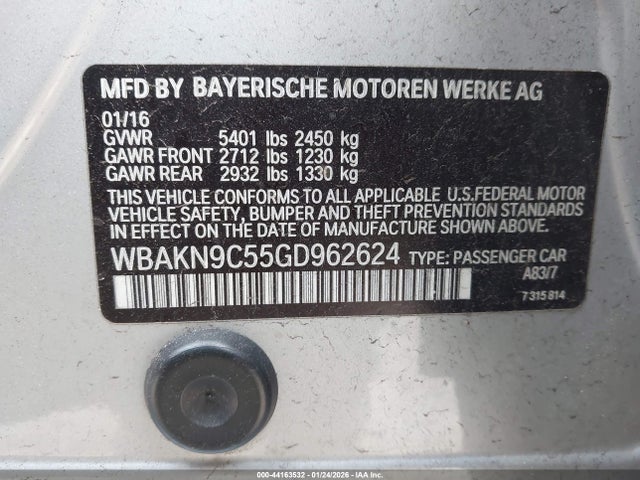 MFD BY BAYERISCHE MOTOREN WERKE AG
01/16
GVWR 5401 lbs 2450 kg
GAWR FRONT 2712 lbs 1230 kg
GAWR REAR 2932 lbs 1330 kg
THIS VEHICLE CONFORMS TO ALL APPLICABLE U.S.FEDERAL MOTOR
VEHICLE SAFETY, BUMPER AND THEFT PREVENTION STANDARDS
IN EFFECT ON THE DATE OF MANUFACTURE SHOWN ABOVE.
WBAKN9C55GD962624 TYPE: PASSENGER CAR
A83/7
7 315 814
000-44163532 - 01/24/2026 - IAAI.COM